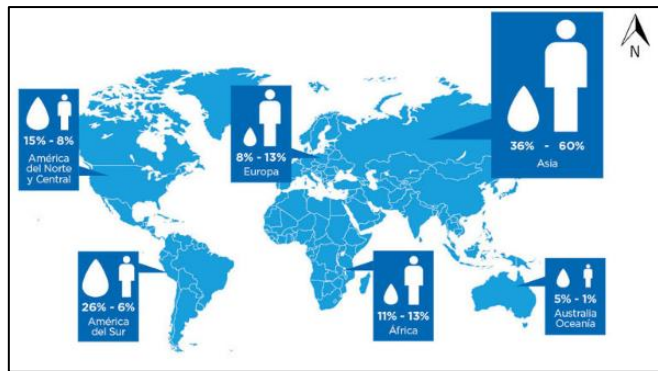 N
15% - 8%
América
del Norte
y Central
8% - 13%
Europa
36% - 60%
Asía
26% - 6%
América
del Sur
11% - 13%
África
5% - 1%
Australia
Oceanía